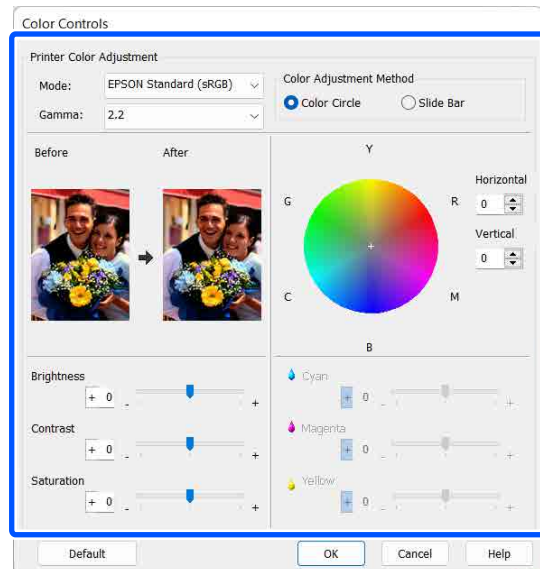 Color Controls
Printer Color Adjustment
Mode: EPSON Standard (sRGB)
Gamma: 2.2
Color Adjustment Method
Color Circle Slide Bar
Before After
Y
G R
C M
B
Horizontal
0
Vertical
0
Brightness
+ 0 - +
Contrast
+ 0 - +
Saturation
+ 0 - +
Cyan
+ 0 - +
Magenta
+ 0 - +
Yellow
+ 0 - +
Default OK Cancel Help